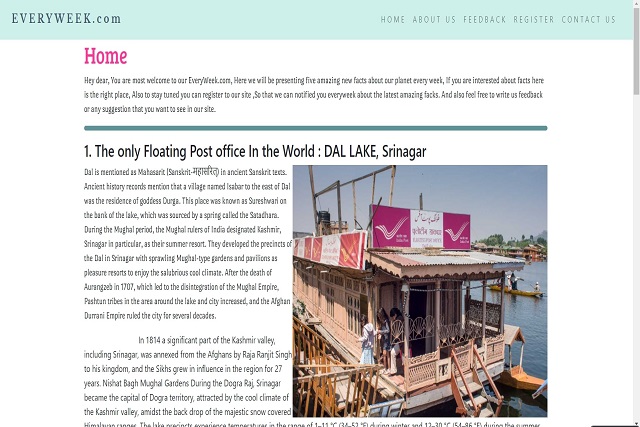 EVERYWEEK.com
HOME ABOUT US FEEDBACK REGISTER CONTACT US
Home
Hey dear, You are most welcome to our EveryWeek.com, Here we will be presenting five amazing new facts about our planet every week, If you are interested about facts here
is the right place, Also to stay tuned you can register to our site ,So that we can notified you everyweek about the latest amazing facks. And also feel free to write us feedback
or any suggestion that you want to see in our site.
1. The only Floating Post office In the World : DAL LAKE, Srinagar
Dal is mentioned as Mahasarit (Sanskrit-महासरित्) in ancient Sanskrit texts.
Ancient history records mention that a village named Isabar to the east of Dal
was the residence of goddess Durga. This place was known as Sureshwari on
the bank of the lake, which was sourced by a spring called the Satadhara.
During the Mughal period, the Mughal rulers of India designated Kashmir,
Srinagar in particular, as their summer resort. They developed the precincts of
the Dal in Srinagar with sprawling Mughal-type gardens and pavilions as
pleasure resorts to enjoy the salubrious cool climate. After the death of
Aurangzeb in 1707, which led to the disintegration of the Mughal Empire,
Pashtun tribes in the area around the lake and city increased, and the Afghan
Durrani Empire ruled the city for several decades.
In 1814 a significant part of the Kashmir valley,
including Srinagar, was annexed from the Afghans by Raja Ranjit Singh
to his kingdom, and the Sikhs grew in influence in the region for 27
years. Nishat Bagh Mughal Gardens During the Dogra Raj, Srinagar
became the capital of Dogra territory, attracted by the cool climate of
the Kashmir valley, amidst the back drop of the majestic snow covered
Himalayan ranges. The lake precincts experience temperatures in the range of 1–11 °C (34–52 °F) during winter and 12–30 °C (54–86 °F) during the summer